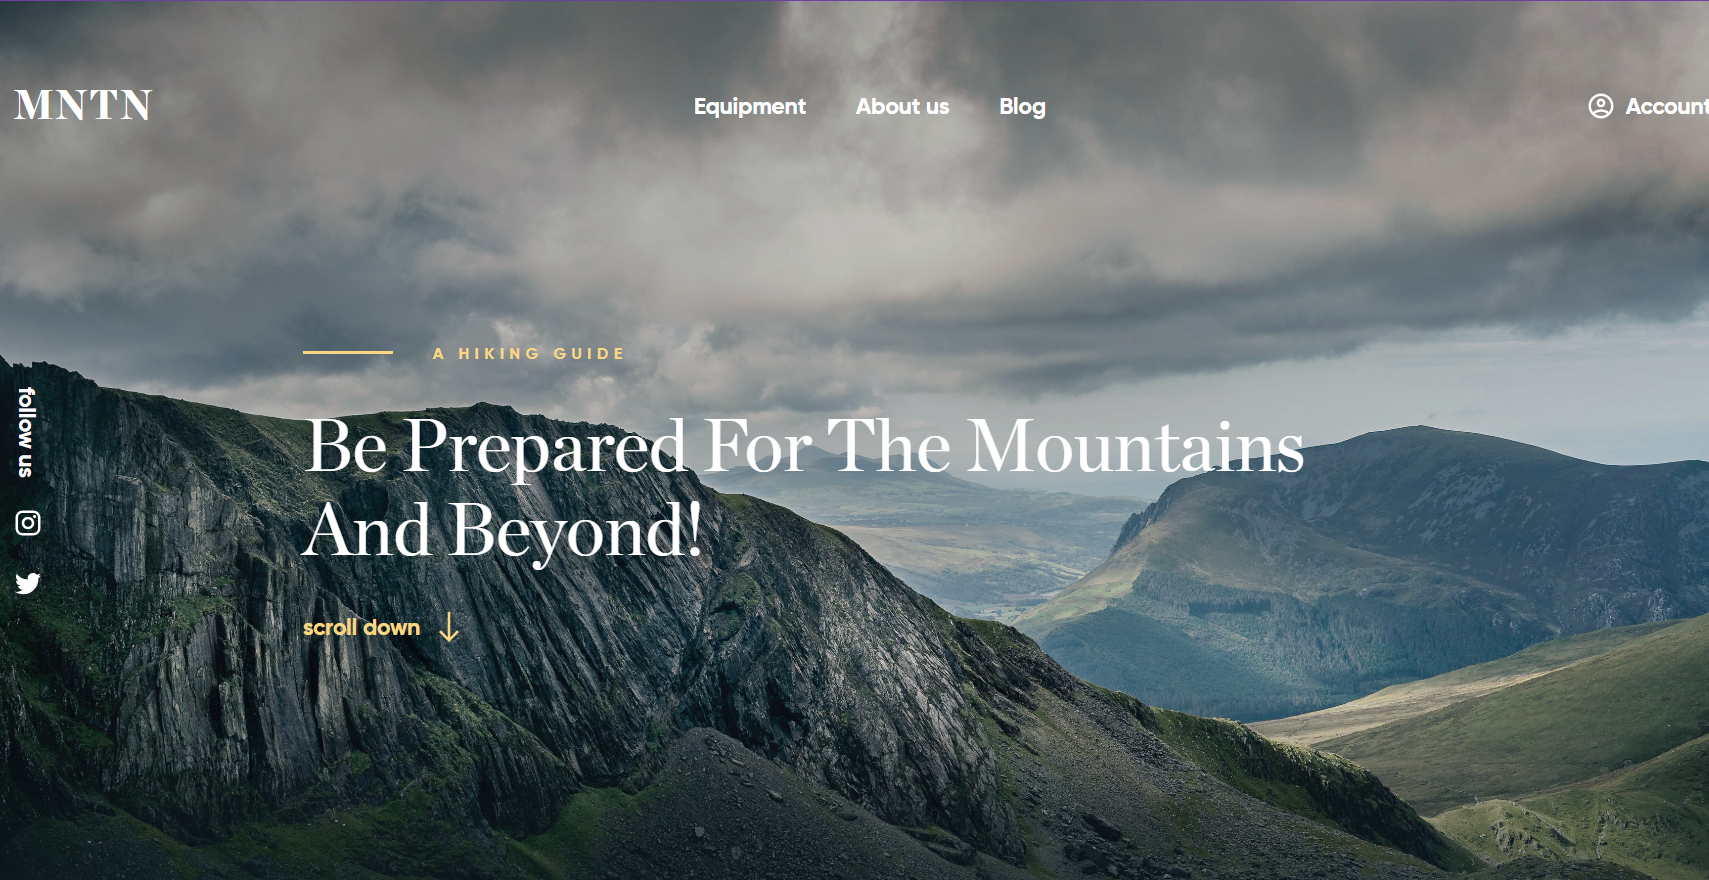 MNTN
Equipment
About us
Blog
Account
A HIKING GUIDE
follow us
Be Prepared For The Mountains
And Beyond!
scroll down